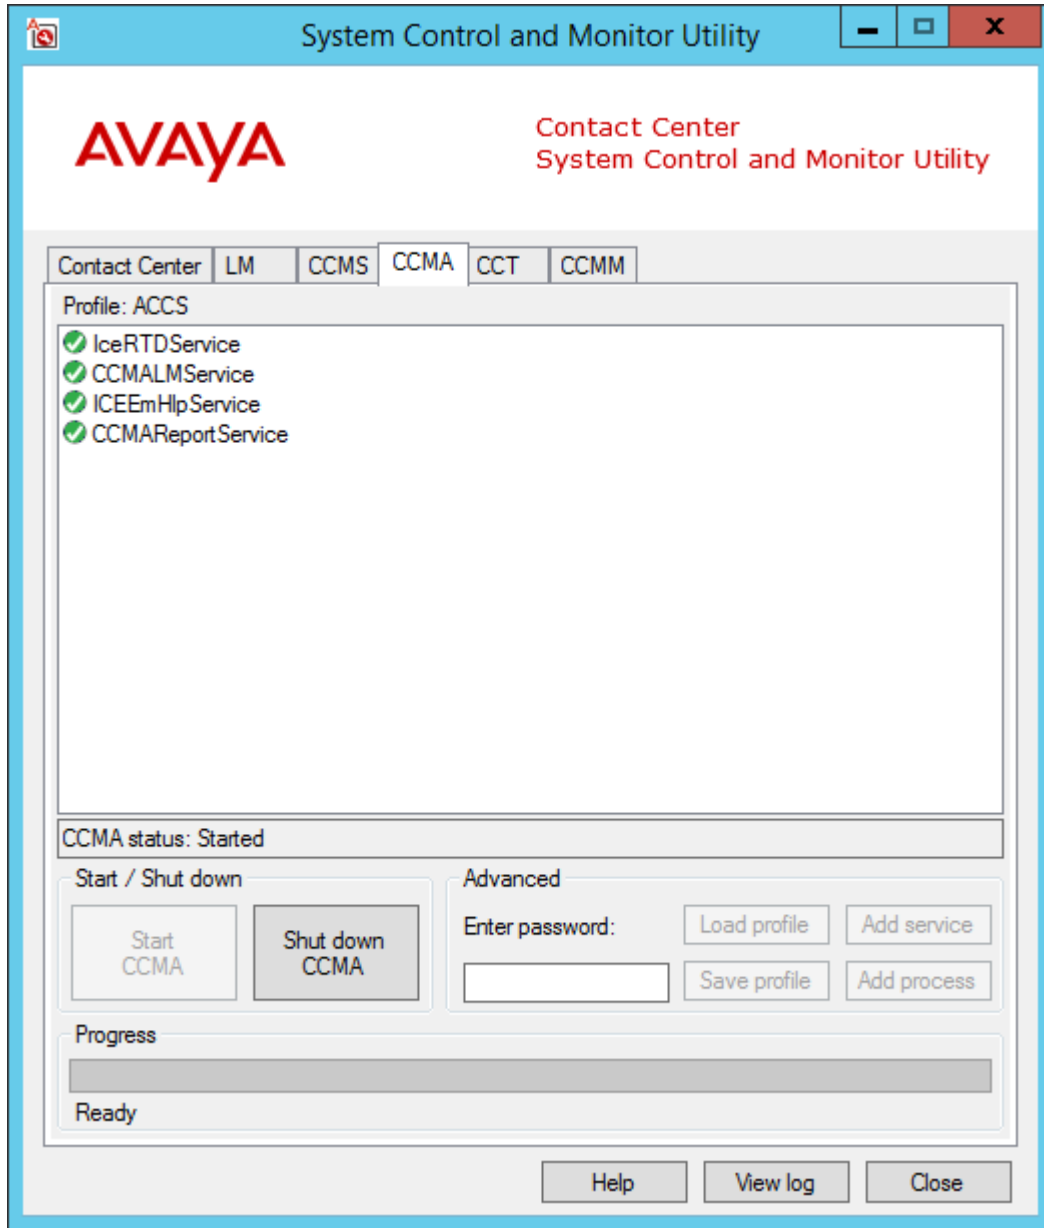 System Control and Monitor Utility
AVAYA
Contact Center
System Control and Monitor Utility
Contact Center
LM
CCMS
CCMA
CCT
CCMM
Profile: ACCS
IceRTDService
CCMALMService
ICEEmHlpService
CCMAReportService
CCMA status: Started
Start / Shut down
Start
CCMA
Shut down
CCMA
Advanced
Enter password:
Load profile
Add service
Save profile
Add process
Progress
Ready
Help
View log
Close